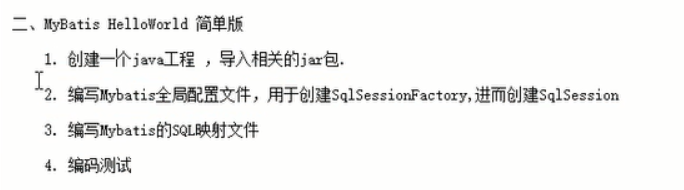 二、MyBatis HelloWorld 简单版
1. 创建一个java工程 ，导入相关的jar包.
2. 编写Mybatis全局配置文件，用于创建SqlSessionFactory,进而创建SqlSession
3. 编写Mybatis的SQL映射文件
4. 编码测试